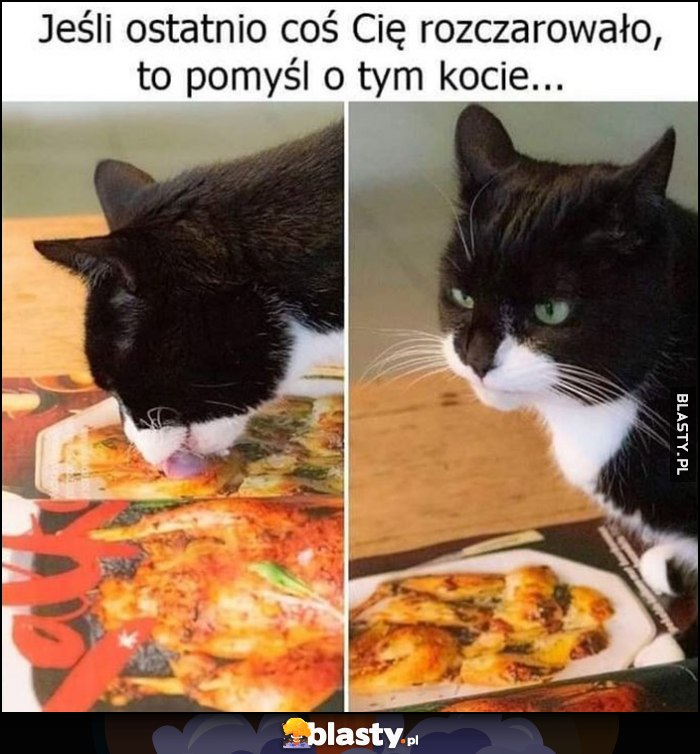 Jeśli ostatnio coś Cię rozczarowało,
to pomyśl o tym kocie...
BLASTY.PL
blasty.pl